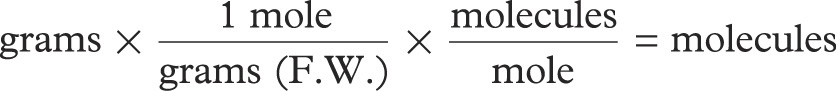 grams × 1 mole / grams (F.W.) × molecules / mole = molecules